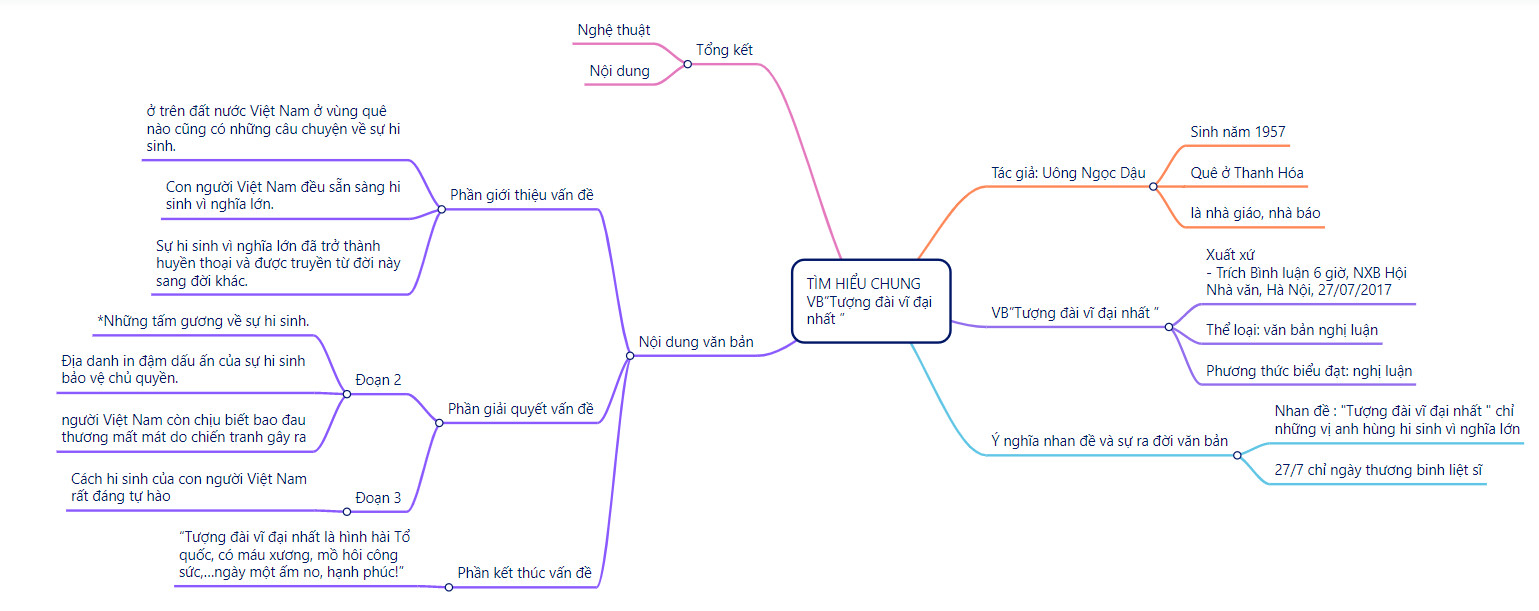 TÌM HIỂU CHUNG
VB"Tượng đài vĩ đại
nhất "
Tác giả: Uông Ngọc Dậu
Sinh năm 1957
Quê ở Thanh Hóa
là nhà giáo, nhà báo
VB"Tượng đài vĩ đại nhất "
Xuất xứ
- Trích Bình luận 6 giờ, NXB Hội
Nhà văn, Hà Nội, 27/07/2017
Thể loại: văn bản nghị luận
Phương thức biểu đạt: nghị luận
Ý nghĩa nhan đề và sự ra đời văn bản
Nhan đề : "Tượng đài vĩ đại nhất " chỉ
những vị anh hùng hi sinh vì nghĩa lớn
27/7 chỉ ngày thương binh liệt sĩ
Nội dung văn bản
Phần giới thiệu vấn đề
ở trên đất nước Việt Nam ở vùng quê
nào cũng có những câu chuyện về sự hi
sinh.
Con người Việt Nam đều sẵn sàng hi
sinh vì nghĩa lớn.
Sự hi sinh vì nghĩa lớn đã trở thành
huyền thoại và được truyền từ đời này
sang đời khác.
Phần giải quyết vấn đề
Đoạn 2
*Những tấm gương về sự hi sinh.
Địa danh in đậm dấu ấn của sự hi sinh
bảo vệ chủ quyền.
người Việt Nam còn chịu biết bao đau
thương mất mát do chiến tranh gây ra
Đoạn 3
Cách hi sinh của con người Việt Nam
rất đáng tự hào
Phần kết thúc vấn đề
"Tượng đài vĩ đại nhất là hình hài Tổ
quốc, có máu xương, mồ hôi công
sức,...ngày một ấm no, hạnh phúc!"
Tổng kết
Nghệ thuật
Nội dung